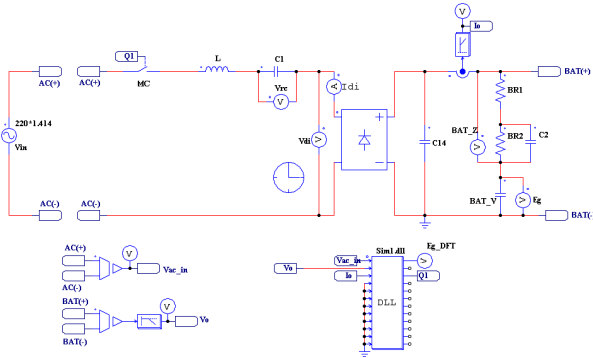 V
Io
Q1
L
C1
AC(+)
AC(+)
MC
Vrc
V
A
Idi
BAT(+)
BR1
220*1.414
Vin
Vdi
V
C14
BAT_Z
V
BR2
C2
BAT_V
V
Eg
AC(-)
AC(-)
BAT(-
AC(+)
AC(-)
V
Vac_in
BAT(+)
BAT(-)
V
Vo
Sim1.dll
Eg_DFT
Vac_in
V
Vo
Io
Q1
DLL